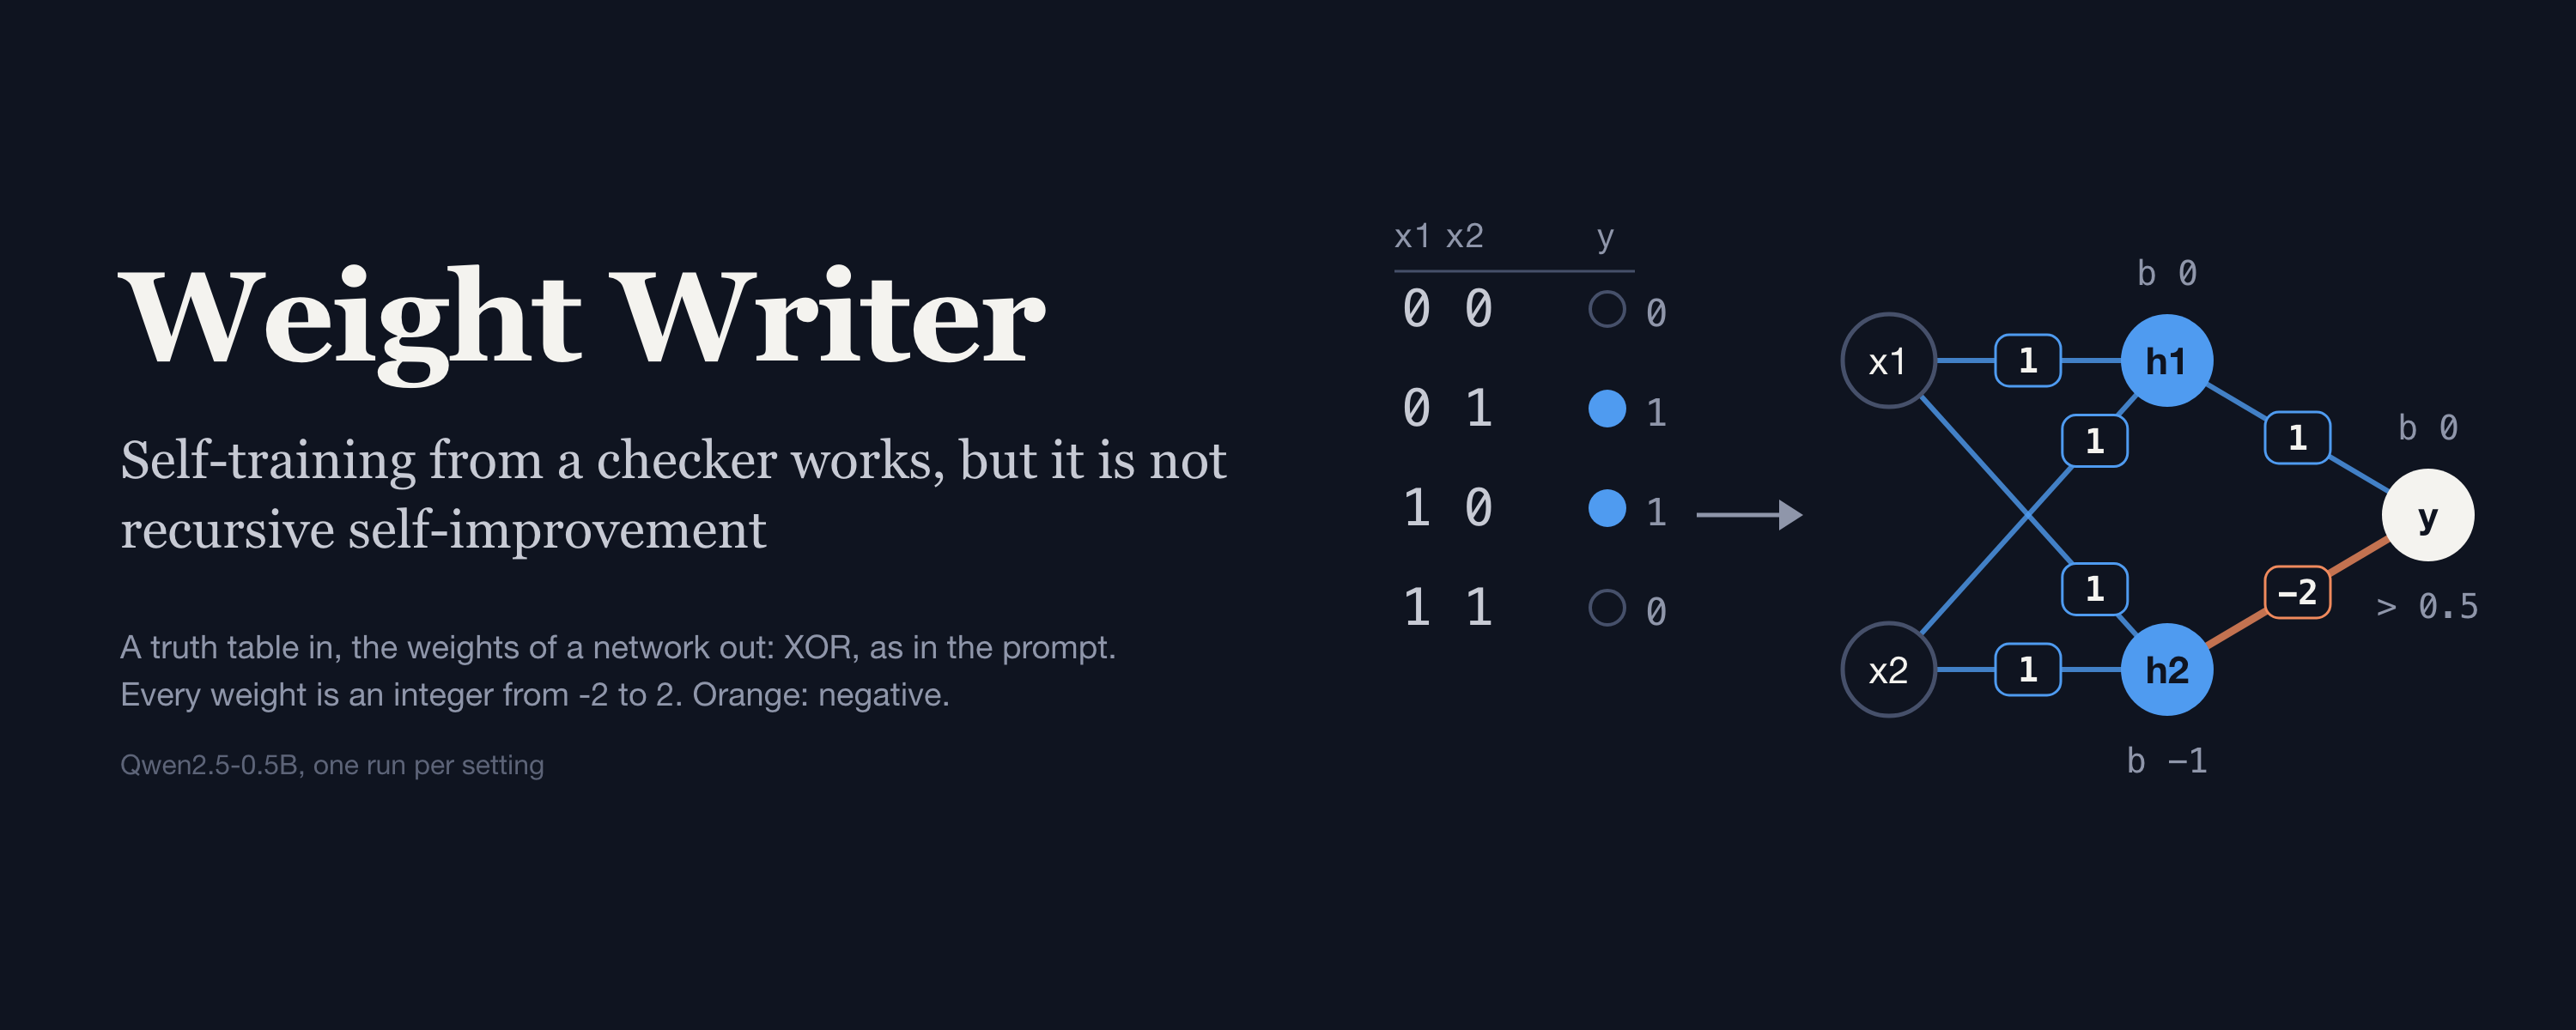 Weight Writer
Self-training from a checker works, but it is not
recursive self-improvement
A truth table in, the weights of a network out: XOR, as in the prompt.
Every weight is an integer from -2 to 2. Orange: negative.
Qwen2.5-0.5B, one run per setting
x1 x2 y
0 0 0
0 1 1
1 0 1
1 1 0
b 0
x1 1 h1
1
1
b 0
y
1
−2
> 0.5
x2 1 h2
b −1